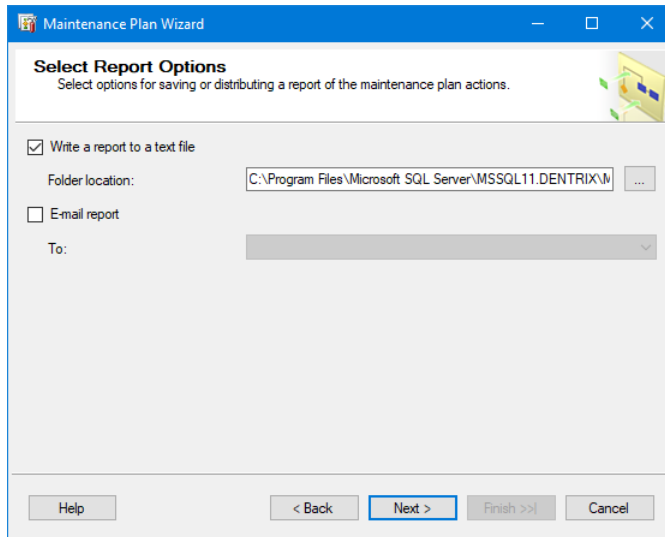 Maintenance Plan Wizard
Select Report Options
Select options for saving or distributing a report of the maintenance plan actions.
Write a report to a text file
Folder location:
C:\Program Files\Microsoft SQL Server\MSSQL11.DENTRIX\M
...
E-mail report
To:
Help
< Back
Next >
Finish >>|
Cancel